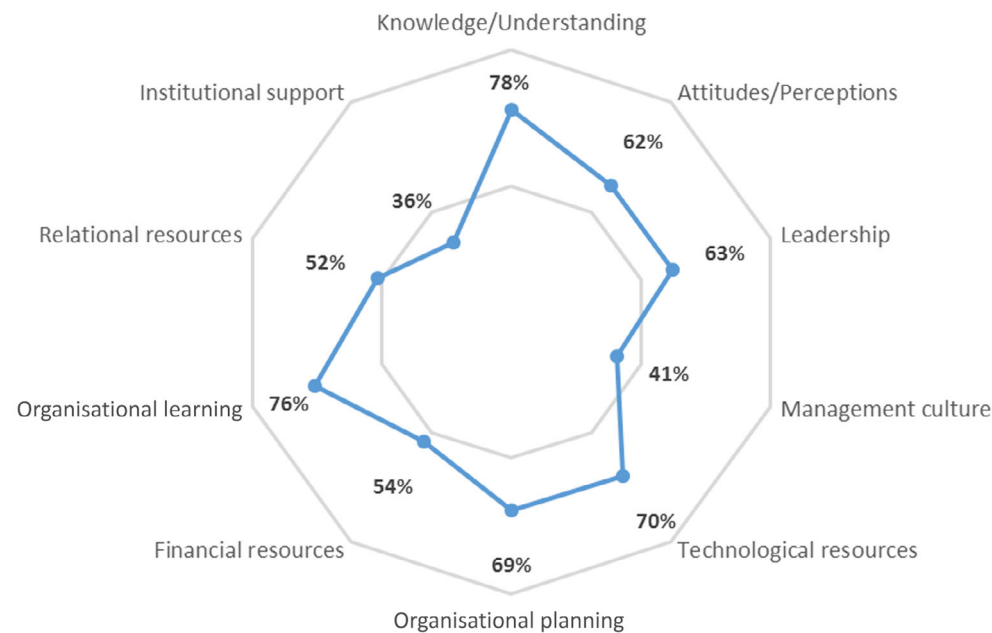 Knowledge/Understanding
78%
Institutional support
Attitudes/Perceptions
62%
36%
Relational resources
Leadership
52%
63%
41%
Organisational learning
76%
Management culture
54%
70%
Financial resources
Technological resources
69%
Organisational planning